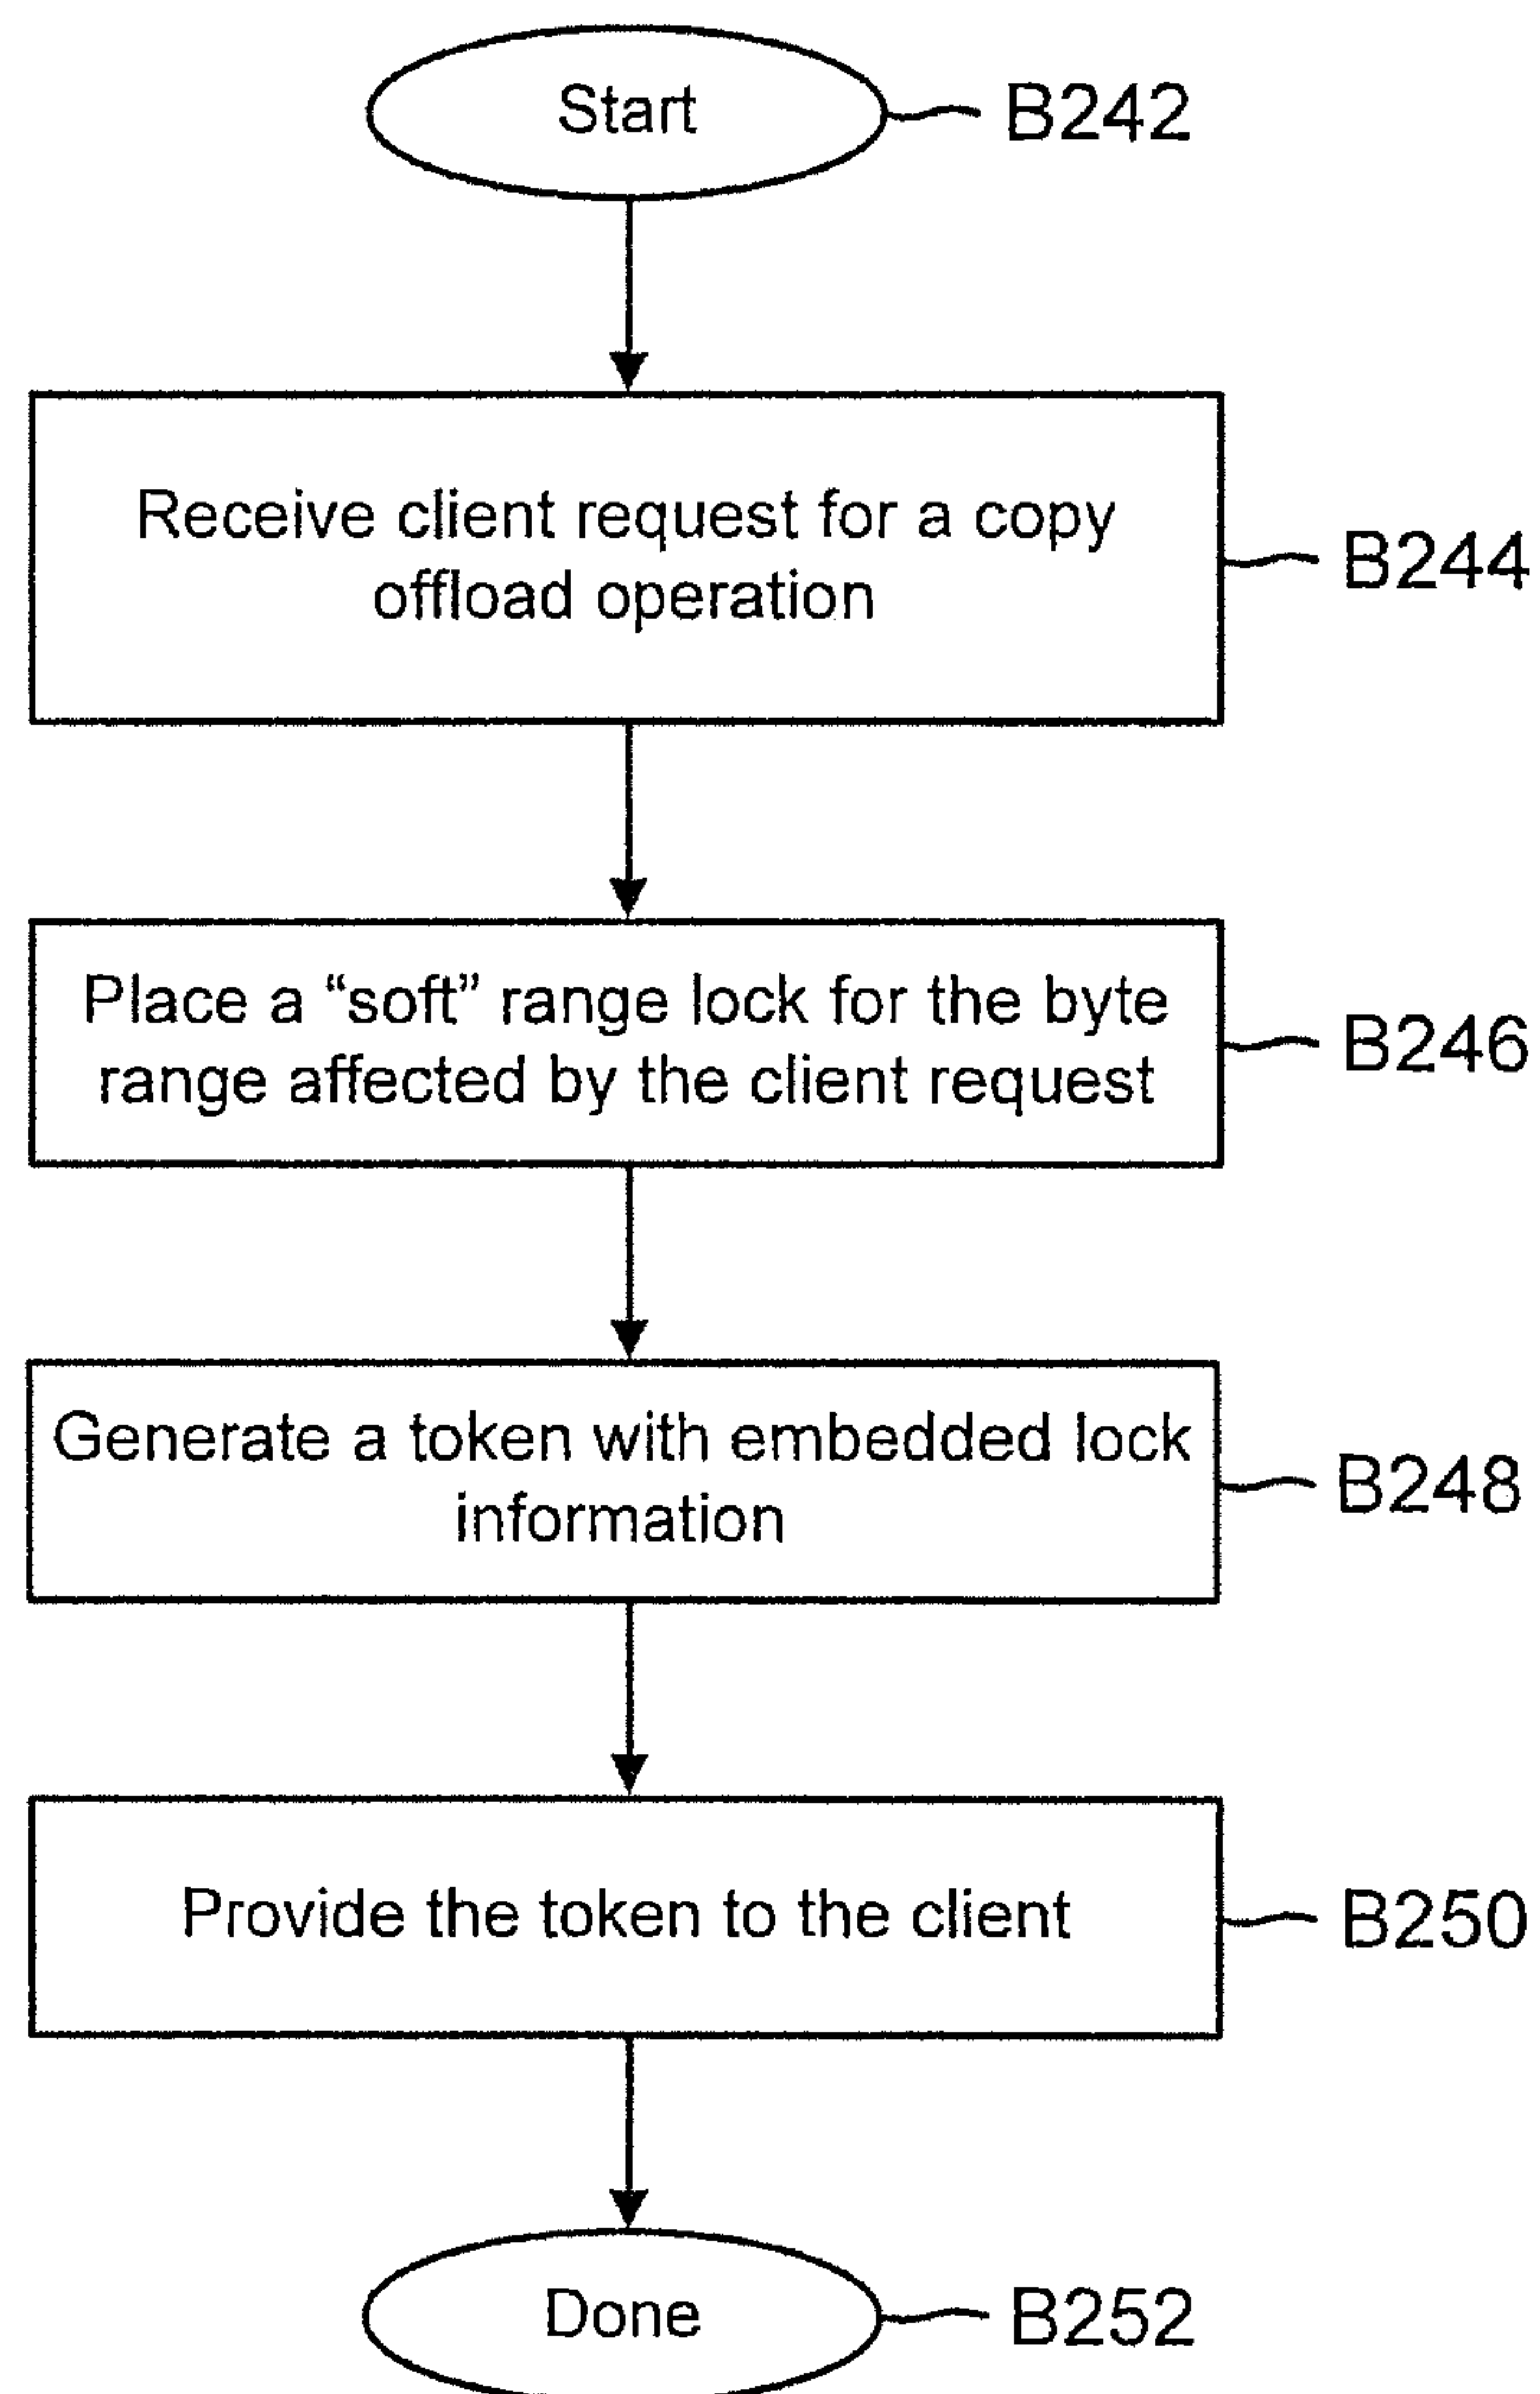 Start
B242
Receive client request for a copy
offload operation
B244
Place a “soft” range lock for the byte
range affected by the client request
B246
Generate a token with embedded lock
information
B248
Provide the token to the client
B250
Done
B252